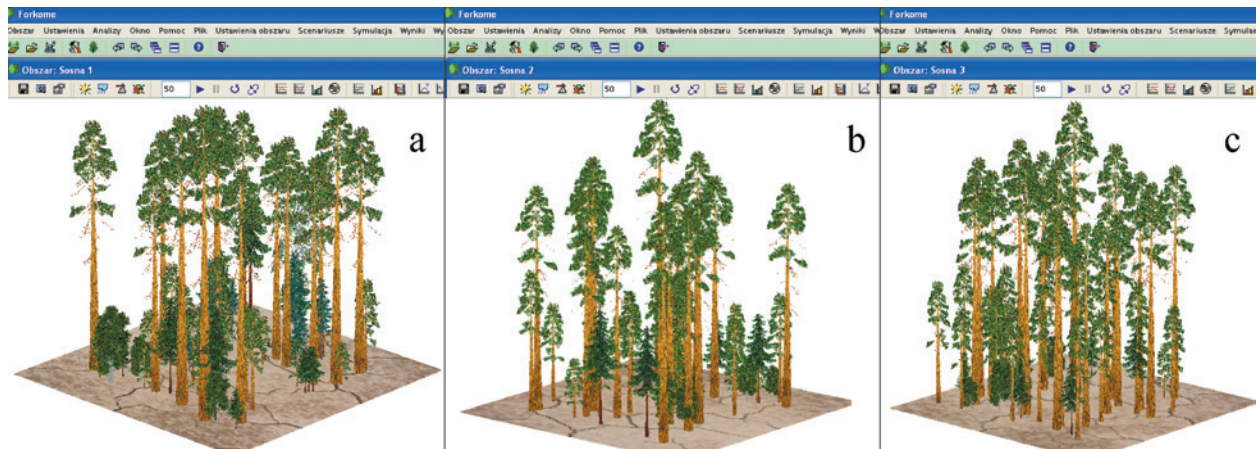 Forkome
Obszar Ustawienia Analizy Okno Pomoc Plik Ustawienia obszaru Scenariusze Symulacja Wyniki
Obszar: Sosna 1
50
a
Forkome
Obszar Ustawienia Analizy Okno Pomoc Plik Ustawienia obszaru Scenariusze Symulacja Wyniki
Obszar: Sosna 2
50
b
Forkome
Obszar Ustawienia Analizy Okno Pomoc Plik Ustawienia obszaru Scenariusze
Obszar: Sosna 3
50
c